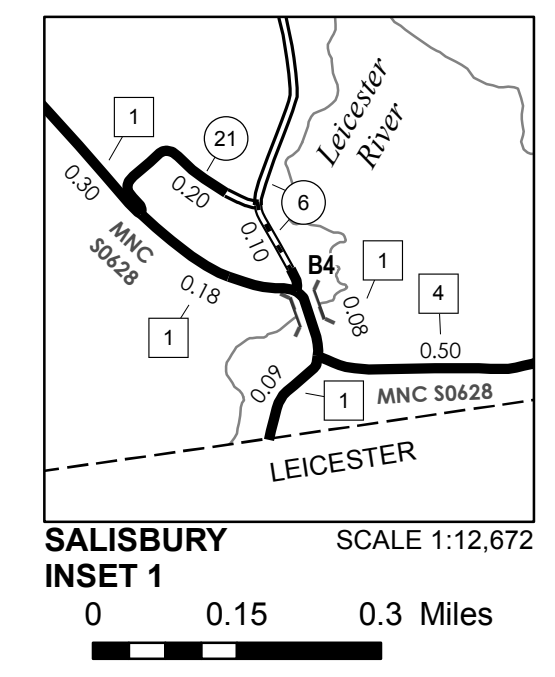 1
21
Leicester
River
0.30
0.20
6
MNC
S0628
0.10
B4
1
0.18
4
1
0.08
0.50
0.09
1
MNC S0628
LEICESTER
SALISBURY
INSET 1
SCALE 1:12,672
0 0.15 0.3 Miles